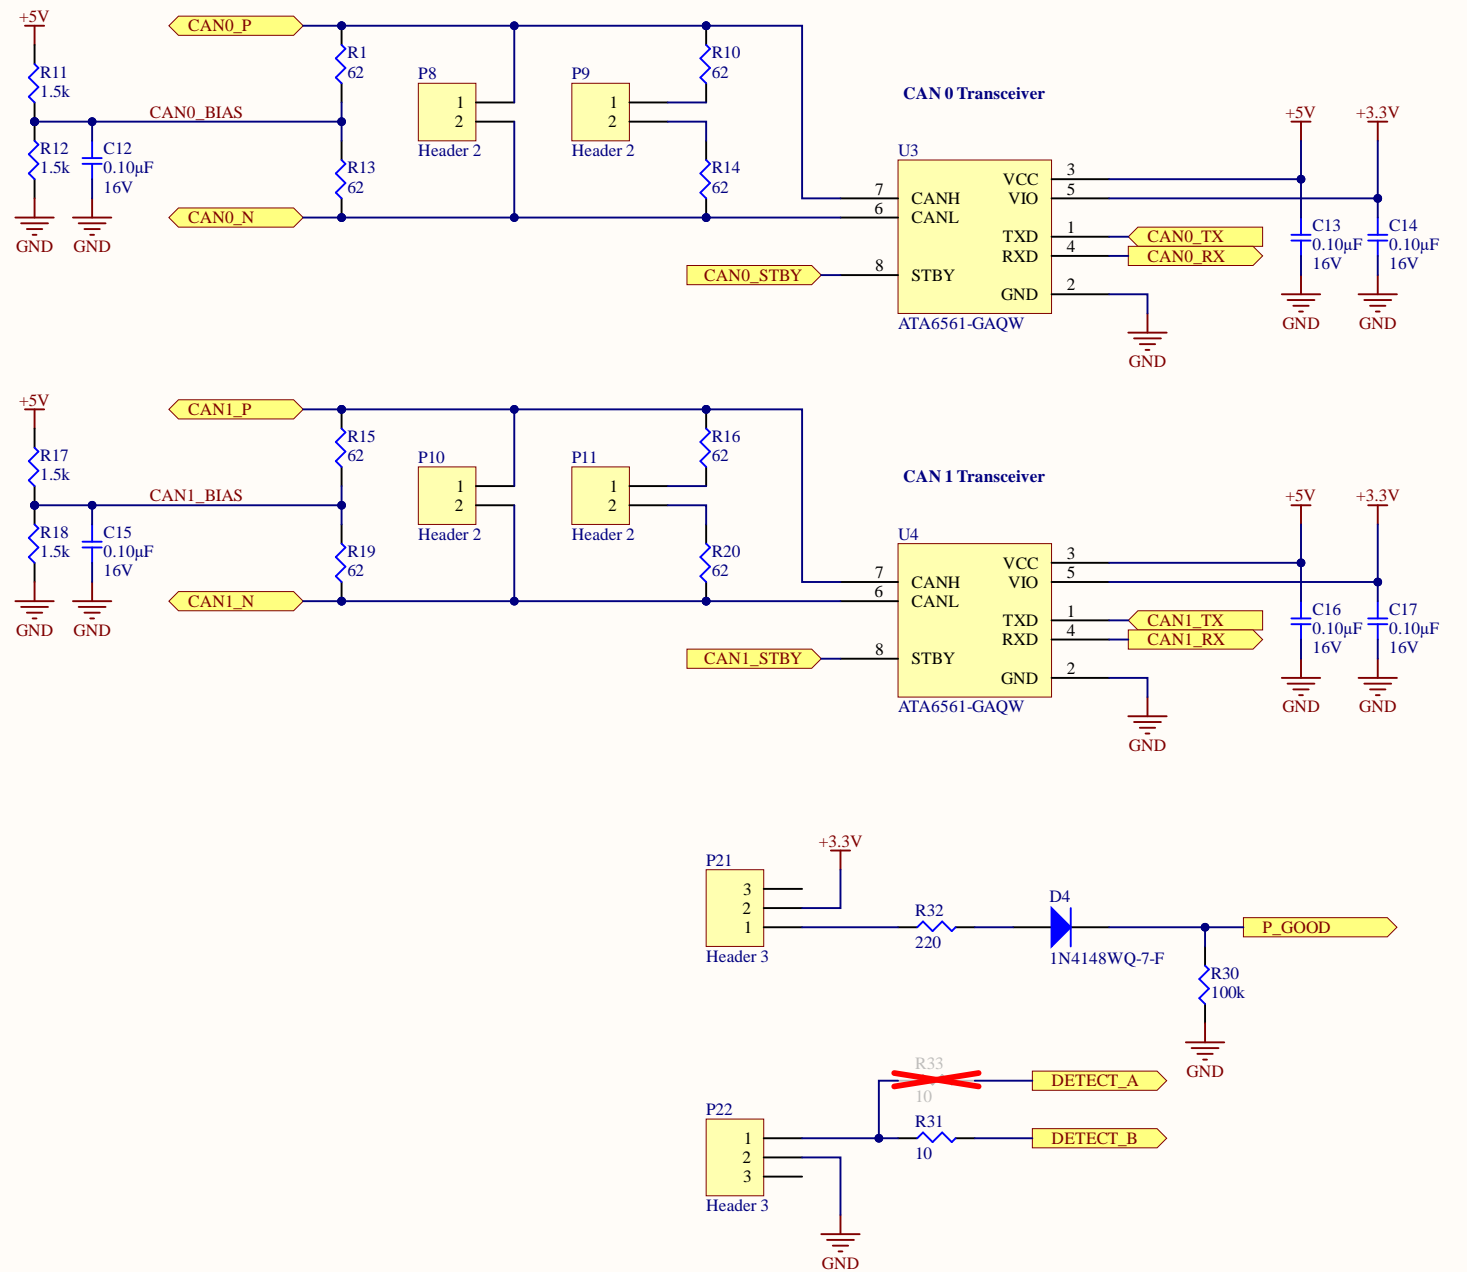 +5V
CAN0_P
R11
1.5k
R1
62
P8
1
2
Header 2
P9
1
2
Header 2
R10
62
CAN0_BIAS
R12
1.5k
C12
0.10µF
16V
R13
62
R14
62
GND
GND
CAN0_N
CAN0_STBY
CAN 0 Transceiver
U3
7
CANH
6
CANL
8
STBY
VCC
3
VIO
5
TXD
1
RXD
4
GND
2
ATA6561-GAQW
CAN0_TX
CAN0_RX
GND
+5V
+3.3V
C13
0.10µF
16V
C14
0.10µF
16V
GND
GND
+5V
CAN1_P
R17
1.5k
R15
62
P10
1
2
Header 2
P11
1
2
Header 2
R16
62
CAN1_BIAS
R18
1.5k
C15
0.10µF
16V
R19
62
R20
62
GND
GND
CAN1_N
CAN1_STBY
CAN 1 Transceiver
U4
7
CANH
6
CANL
8
STBY
VCC
3
VIO
5
TXD
1
RXD
4
GND
2
ATA6561-GAQW
CAN1_TX
CAN1_RX
GND
+5V
+3.3V
C16
0.10µF
16V
C17
0.10µF
16V
GND
GND
+3.3V
P21
3
2
1
Header 3
R32
220
D4
1N4148WQ-7-F
P_GOOD
R30
100k
GND
R33
10
DETECT_A
P22
1
2
3
Header 3
R31
10
DETECT_B
GND